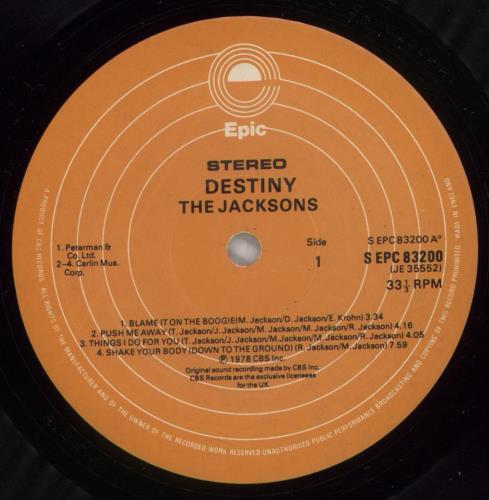 Epic
STEREO
DESTINY
THE JACKSONS
1. Peterman &
Co. Ltd.
2–4. Carlin Mus.
Corp.
Side
1
S EPC 83200 A°
S EPC 83200
(JE 35552)
33⅓ RPM
1. BLAME IT ON THE BOOGIE(M. Jackson/D. Jackson/E. Krohn) 3.34
2. PUSH ME AWAY (T. Jackson/J. Jackson/M. Jackson/M. Jackson/R. Jackson) 4.16
3. THINGS I DO FOR YOU (T. Jackson/J. Jackson/M. Jackson/M. Jackson/R. Jackson) 4.05
4. SHAKE YOUR BODY (DOWN TO THE GROUND) (R. Jackson/M. Jackson) 7.59
Ⓟ 1978 CBS Inc.
Original sound recording made by CBS Inc.
CBS Records are the exclusive licensees
for the UK.
A PRODUCT OF CBS RECORDS. ALL RIGHTS OF THE MANUFACTURER AND OF THE OWNER OF THE RECORDED WORK RESERVED·UNAUTHORISED PUBLIC PERFORMANCE BROADCASTING AND COPYING OF THIS RECORD PROHIBITED. MADE IN ENGLAND.